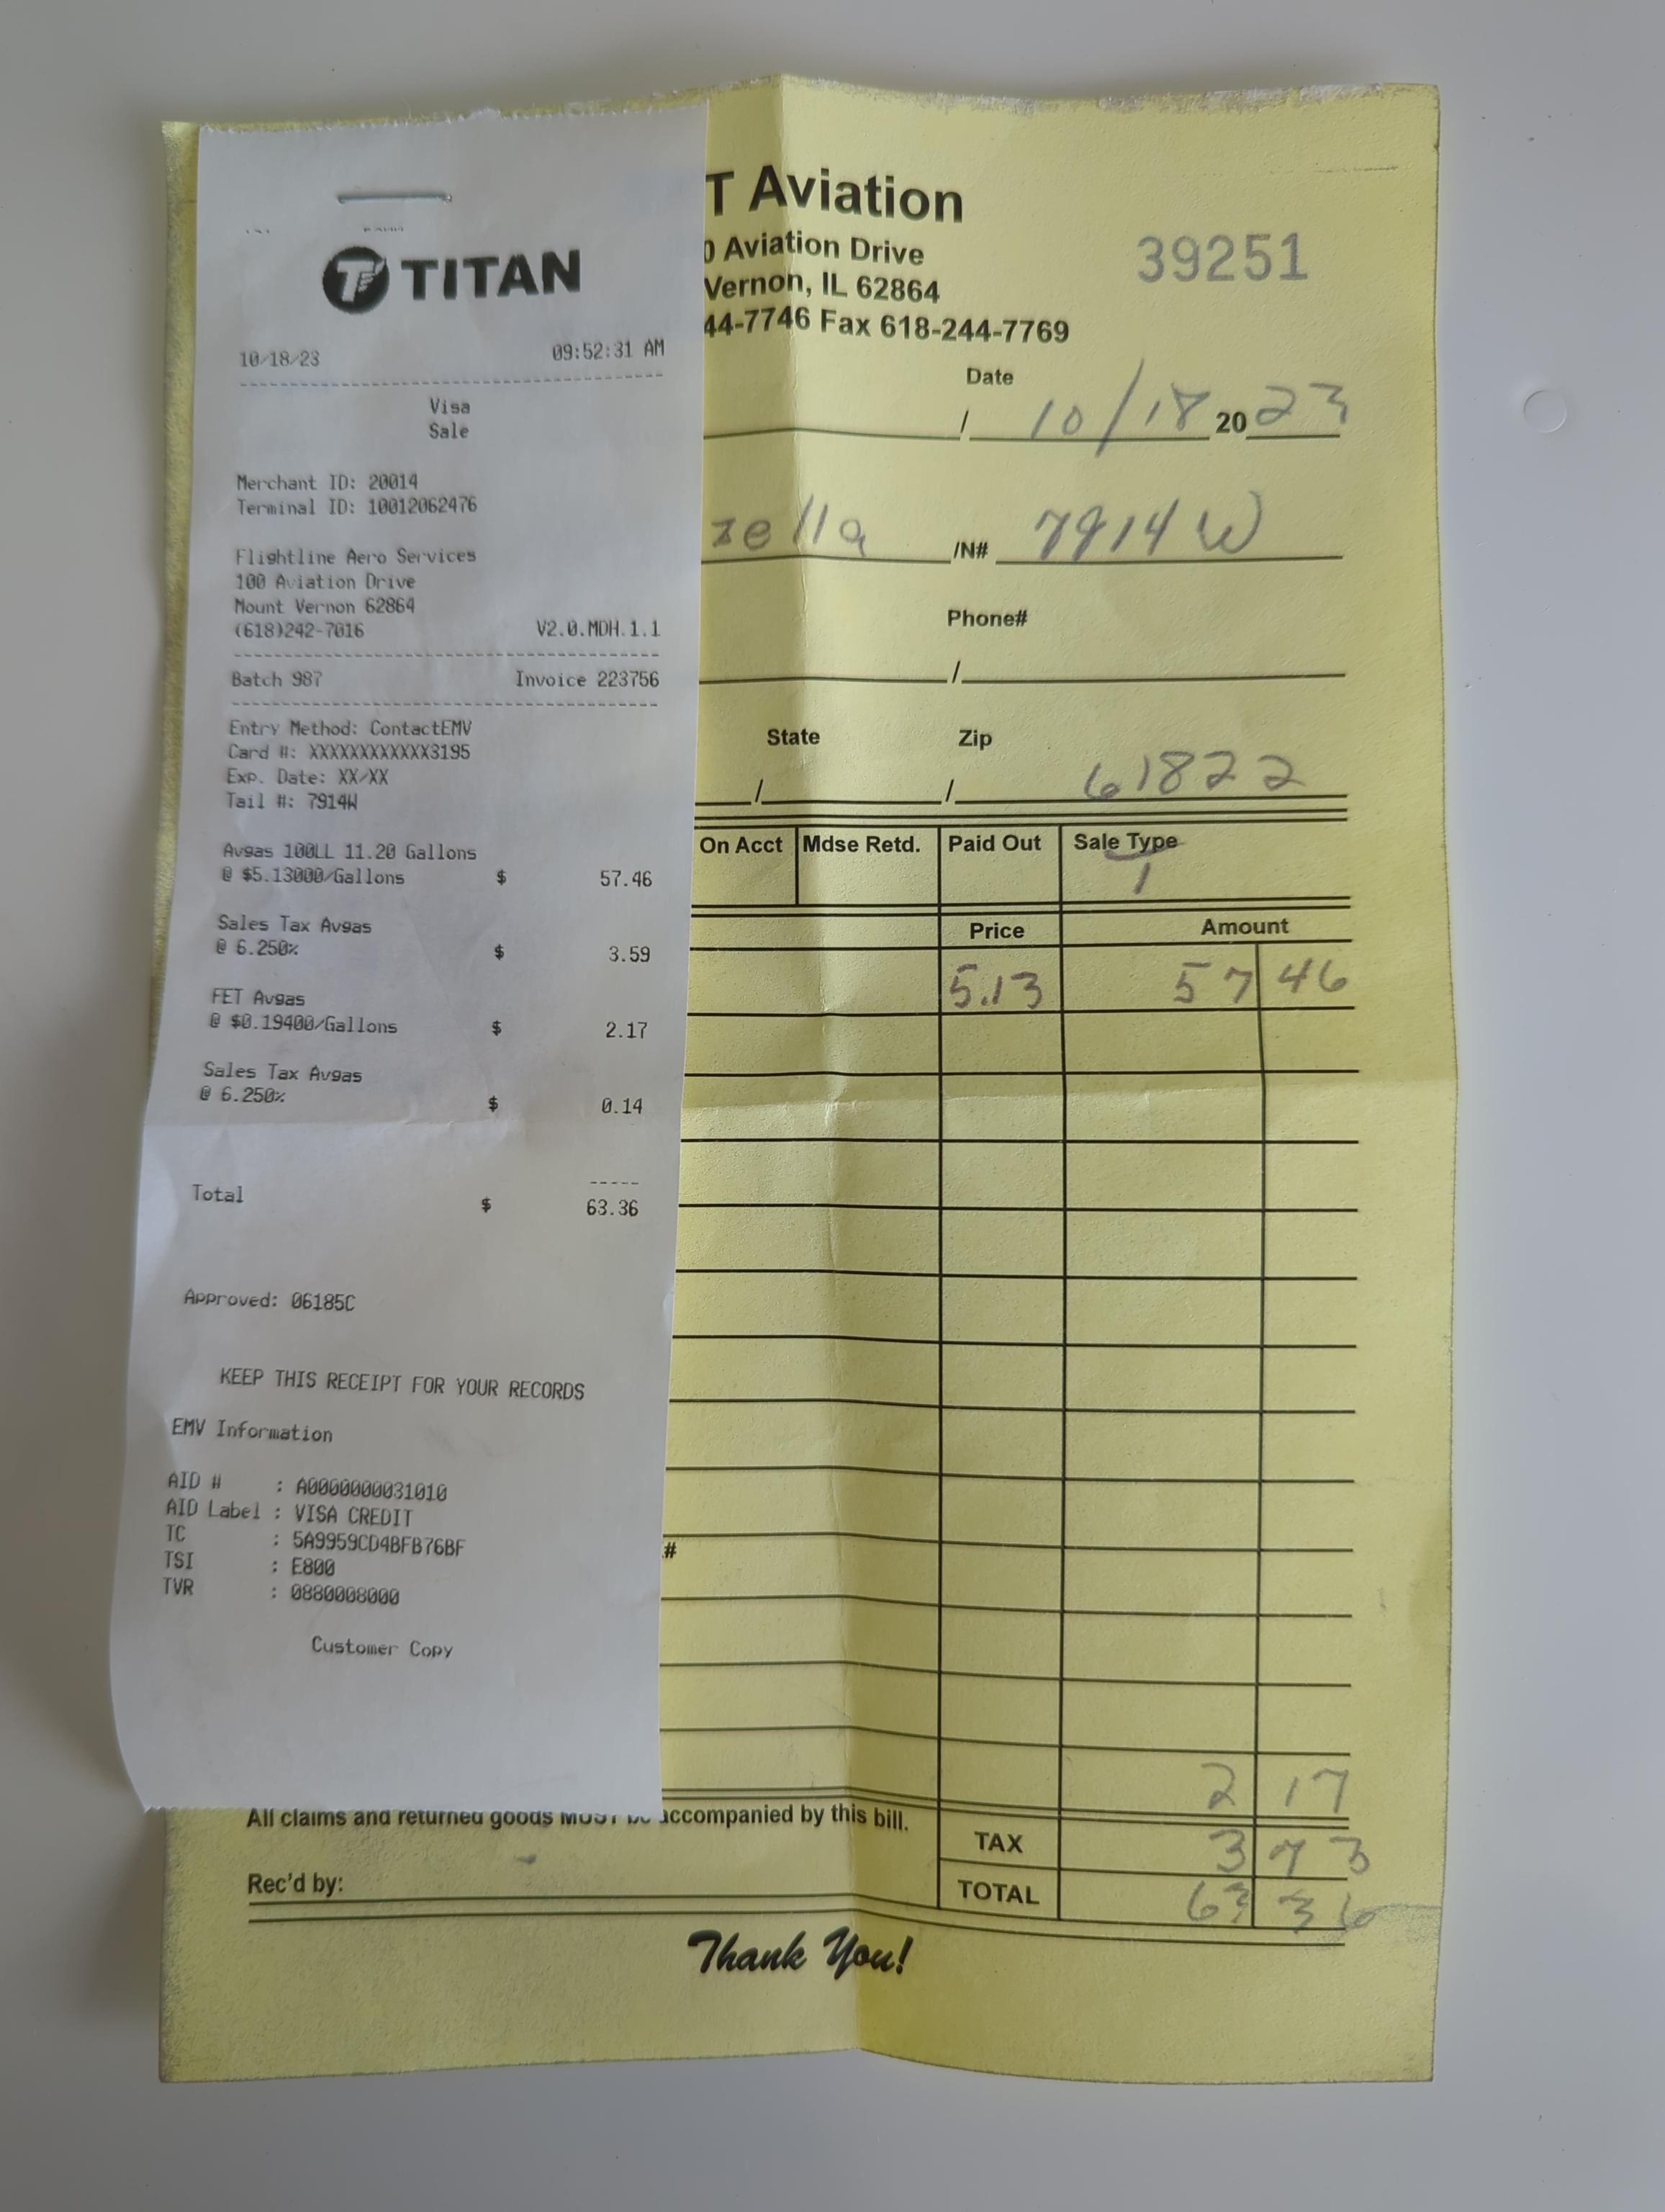 TITAN
10/18/23 09:52:31 AM
Visa
Sale
Merchant ID: 20014
Terminal ID: 10012062476
Flightline Aero Services
100 Aviation Drive
Mount Vernon 62864
(618)242-7016 V2.0.MDH.1.1
Batch 987 Invoice 223756
Entry Method: ContactEMV
Card #: XXXXXXXXXXXX3195
Exp. Date: XX/XX
Tail #: 7914W
Avgas 100LL 11.20 Gallons
@ $5.13000/Gallons $ 57.46
Sales Tax Avgas
@ 6.250% $ 3.59
FET Avgas
@ $0.19400/Gallons $ 2.17
Sales Tax Avgas
@ 6.250% $ 0.14
-----
Total $ 63.36
Approved: 06185C
KEEP THIS RECEIPT FOR YOUR RECORDS
EMV Information
AID # : A0000000031010
AID Label : VISA CREDIT
TC : 5A9959CD4BFB76BF
TSI : E800
TVR : 0880008000
Customer Copy
T Aviation
0 Aviation Drive
Vernon, IL 62864
44-7746 Fax 618-244-7769
39251
Date
/ 10/18 20 23
zella /N# 7914W
Phone#
/
State Zip
/ / 61822
On Acct Mdse Retd. Paid Out Sale Type
Price Amount
5.13 57 46
#
2 17
All claims and returned goods MUST be accompanied by this bill.
TAX 3 73
Rec'd by: TOTAL 63 36
Thank You!